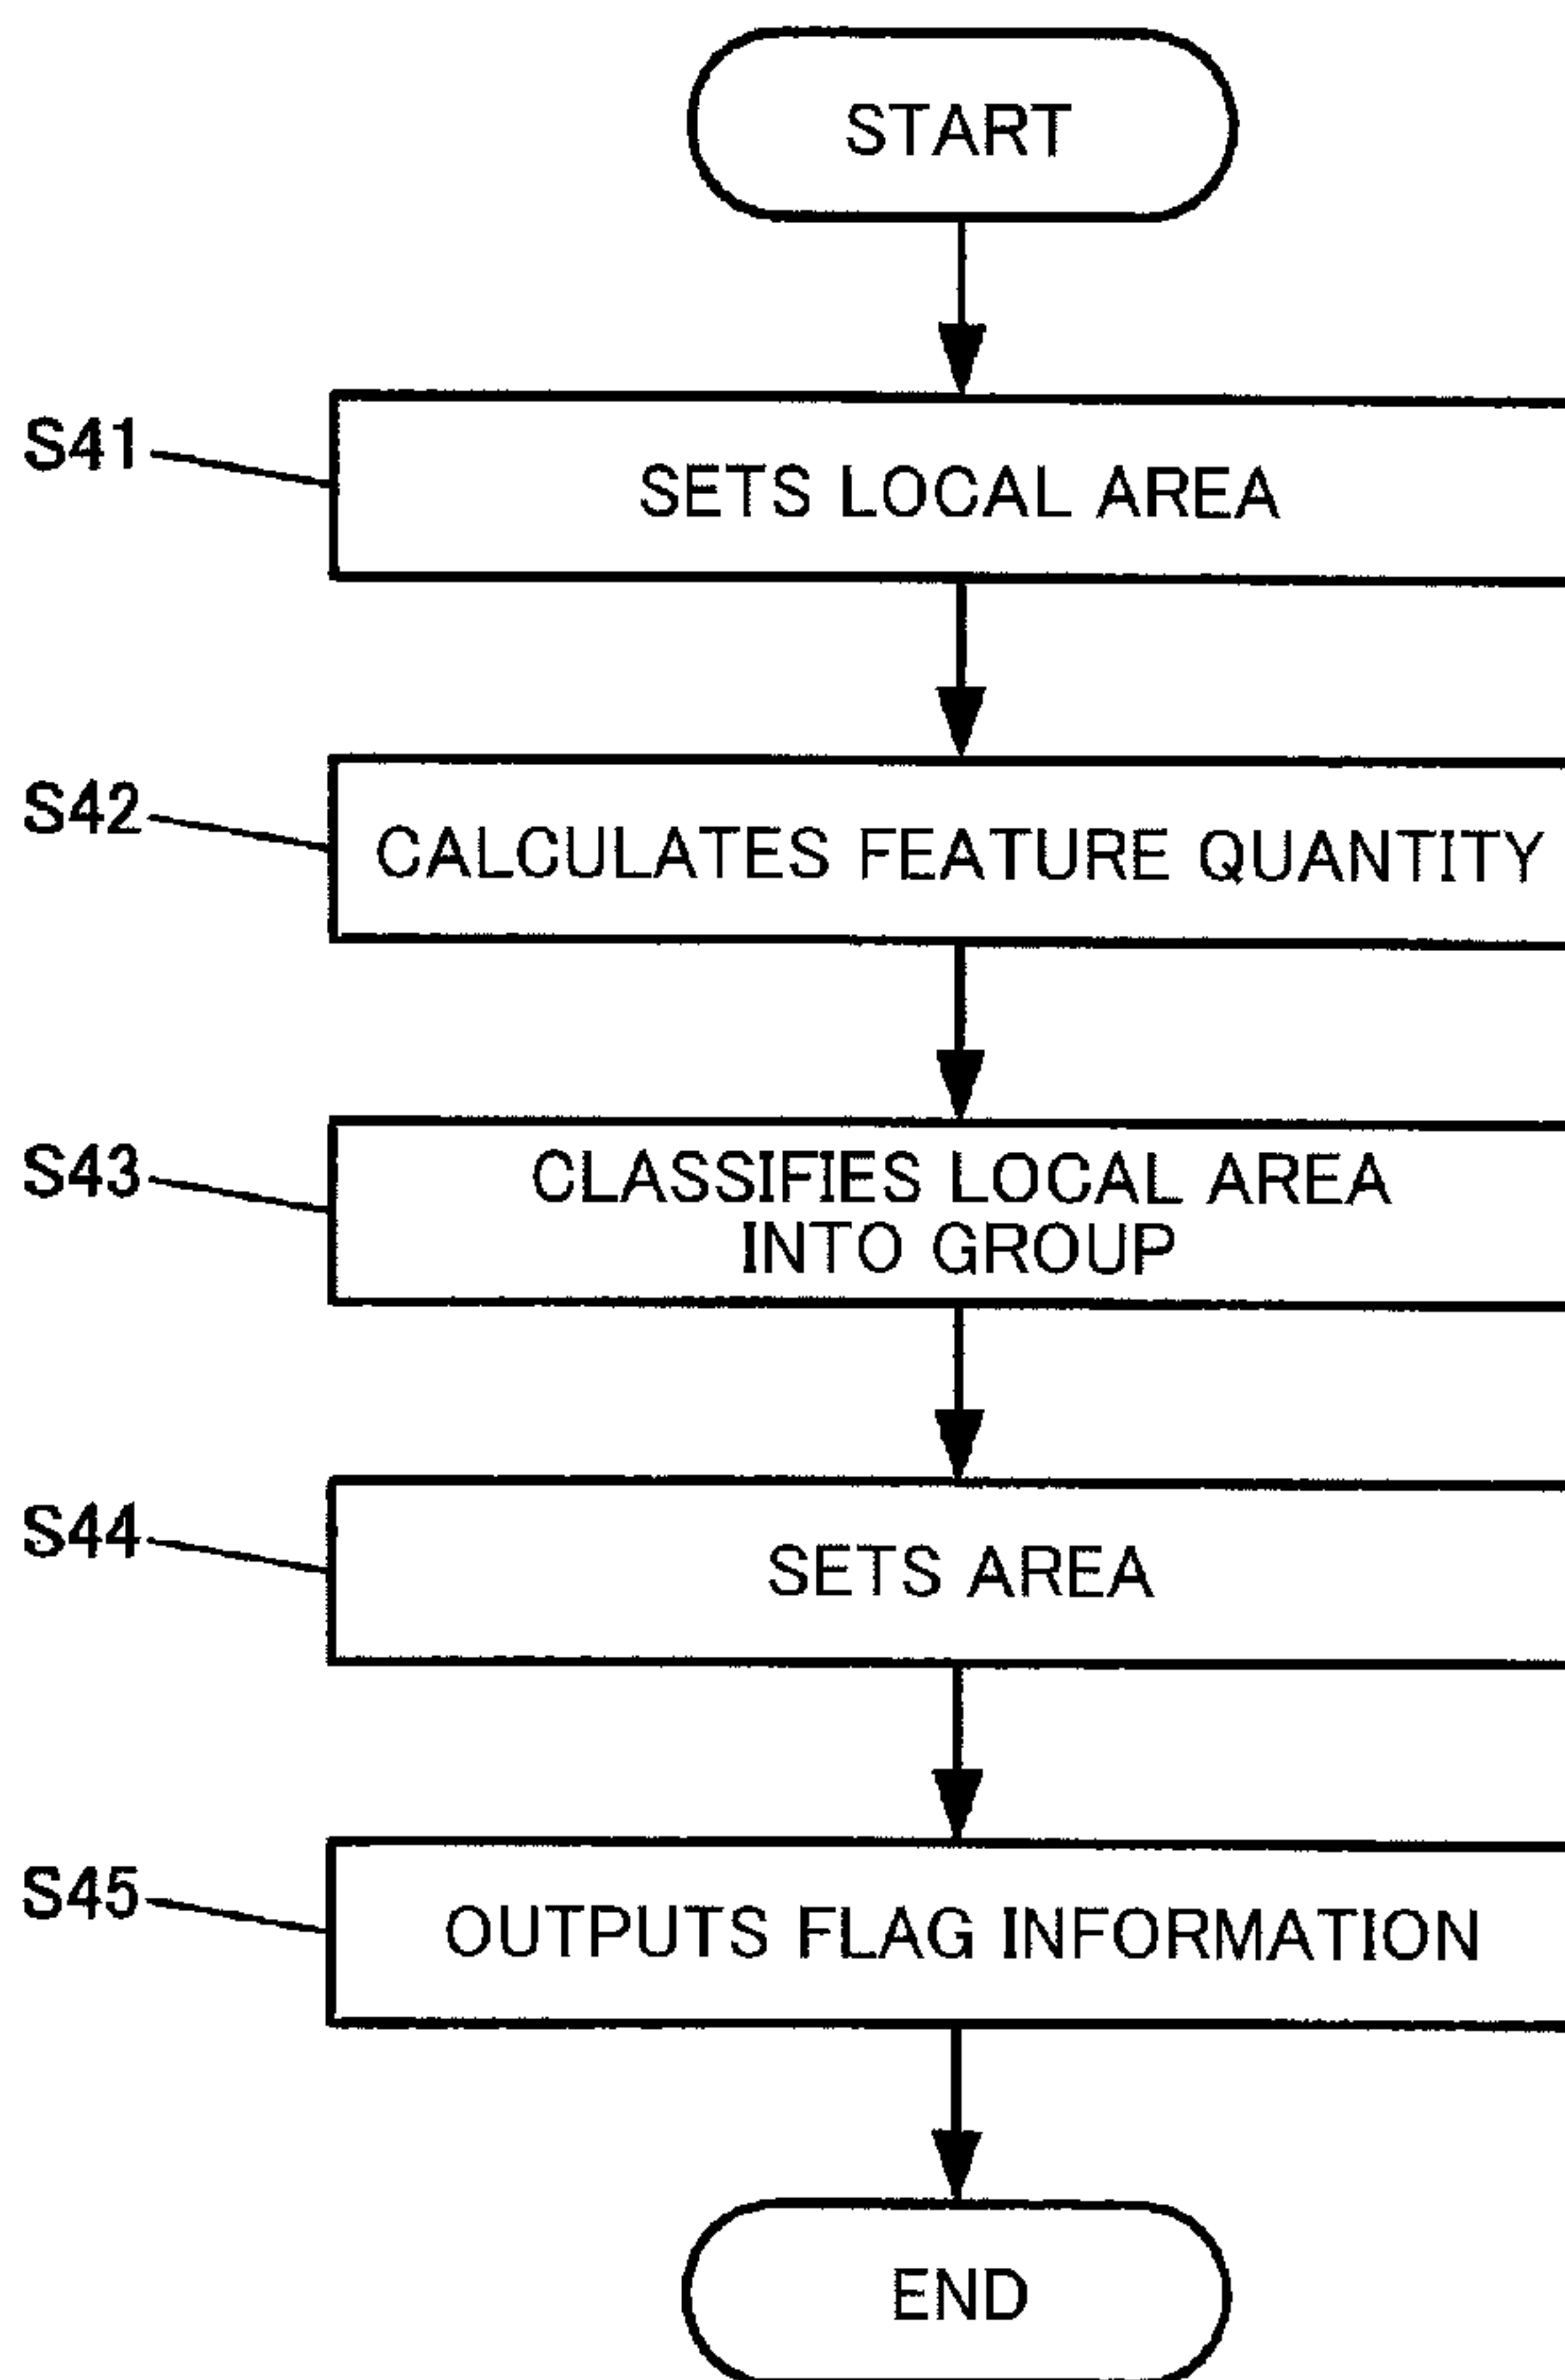 START
S41
SETS LOCAL AREA
S42
CALCULATES FEATURE QUANTITY
S43
CLASSIFIES LOCAL AREA
INTO GROUP
S44
SETS AREA
S45
OUTPUTS FLAG INFORMATION
END